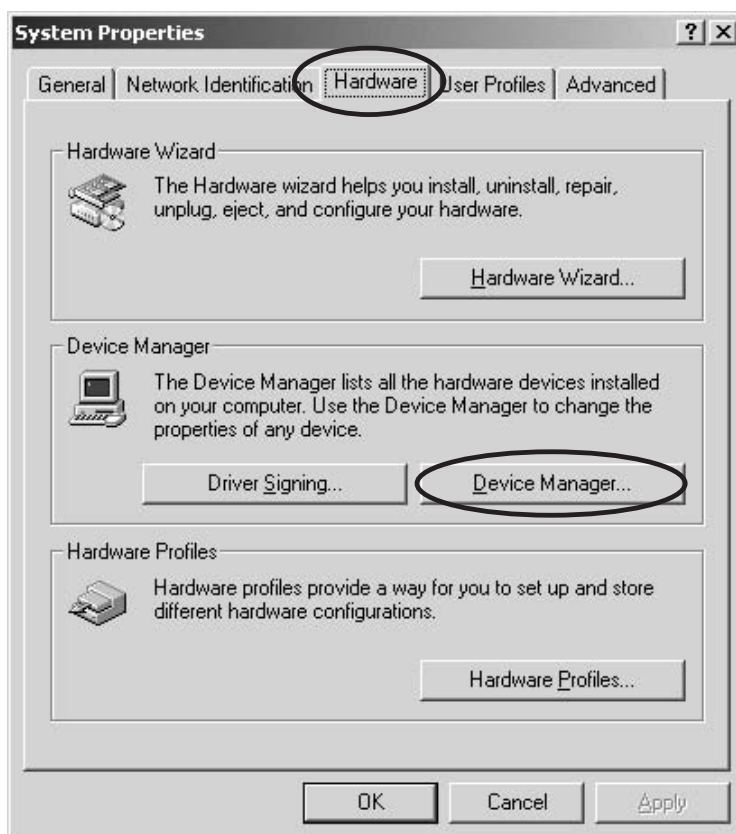 System Properties
General Network Identification Hardware User Profiles Advanced
Hardware Wizard
The Hardware wizard helps you install, uninstall, repair,
unplug, eject, and configure your hardware.
Hardware Wizard...
Device Manager
The Device Manager lists all the hardware devices installed
on your computer. Use the Device Manager to change the
properties of any device.
Driver Signing... Device Manager...
Hardware Profiles
Hardware profiles provide a way for you to set up and store
different hardware configurations.
Hardware Profiles...
OK Cancel Apply